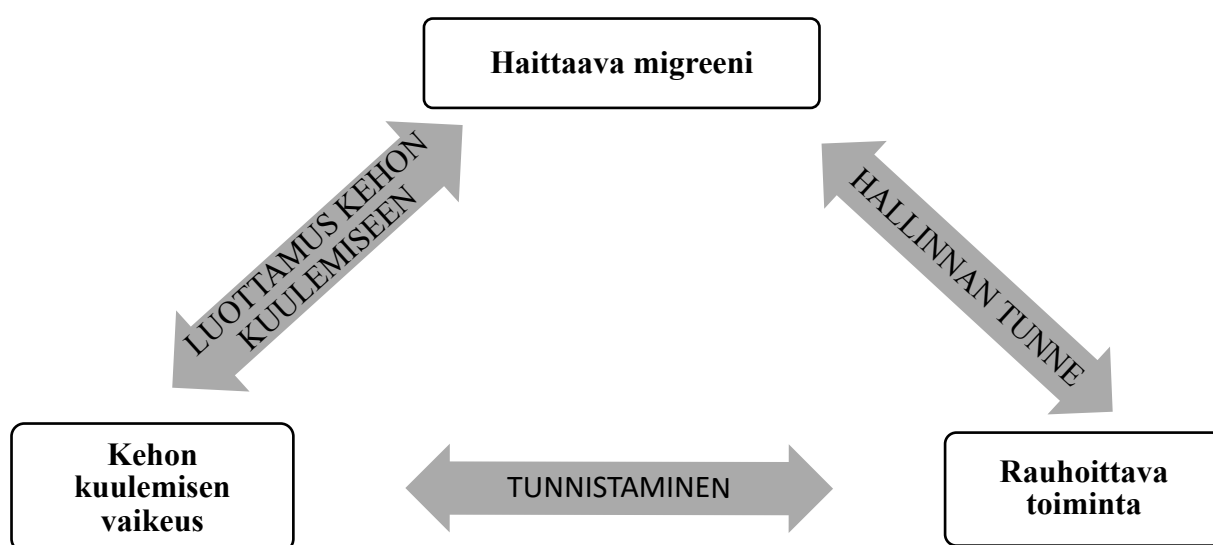 Haittaava migreeni
LUOTTAMUS KEHON
KUULEMISEEN
HALLINNAN TUNNE
Kehon
kuulemisen
vaikeus
TUNNISTAMINEN
Rauhoittava
toiminta